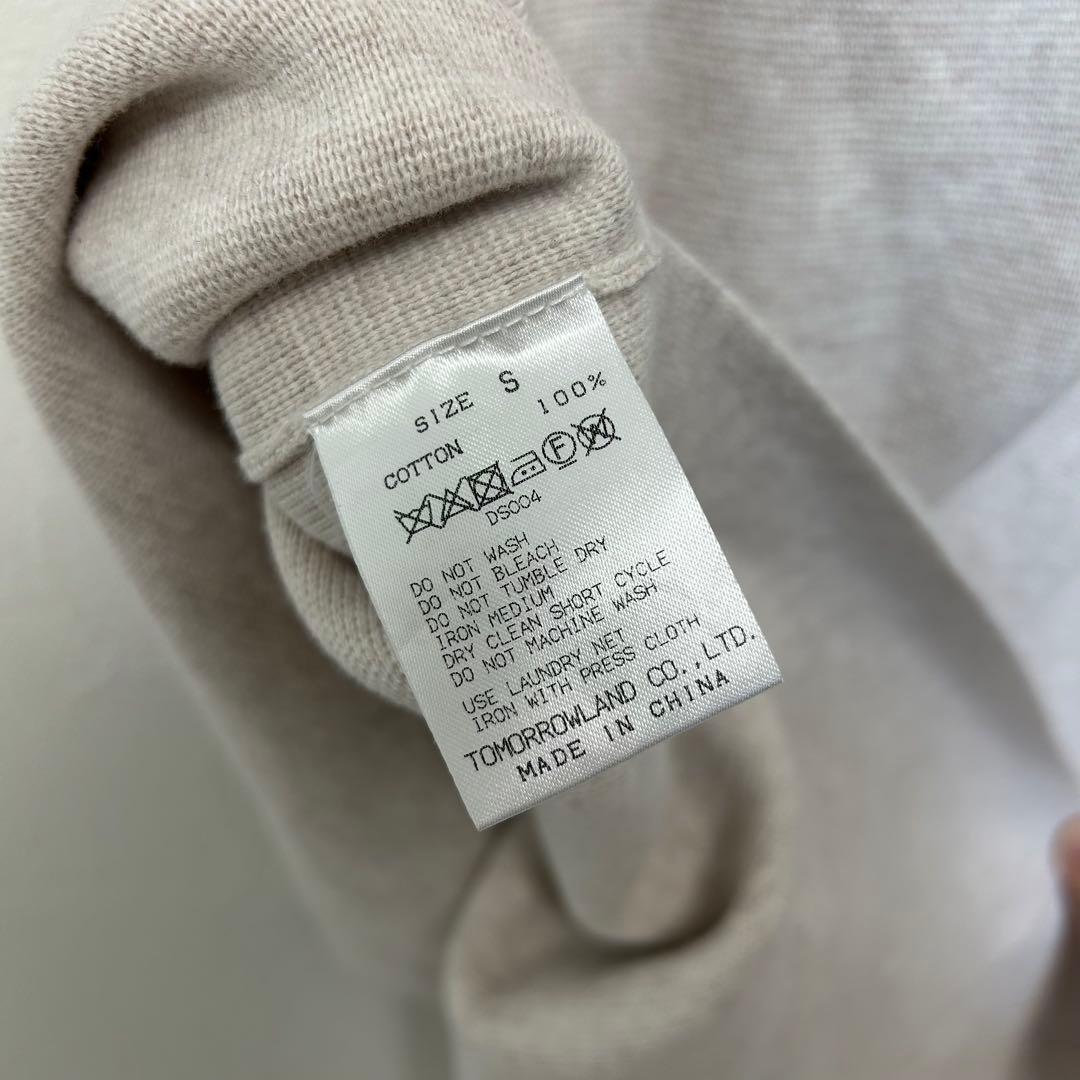 SIZE S
COTTON 100%
F W
DS004
DO NOT WASH
DO NOT BLEACH
DO NOT TUMBLE DRY
IRON MEDIUM
DRY CLEAN SHORT CYCLE
DO NOT MACHINE WASH
USE LAUNDRY NET
IRON WITH PRESS CLOTH
TOMORROWLAND CO.,LTD.
MADE IN CHINA